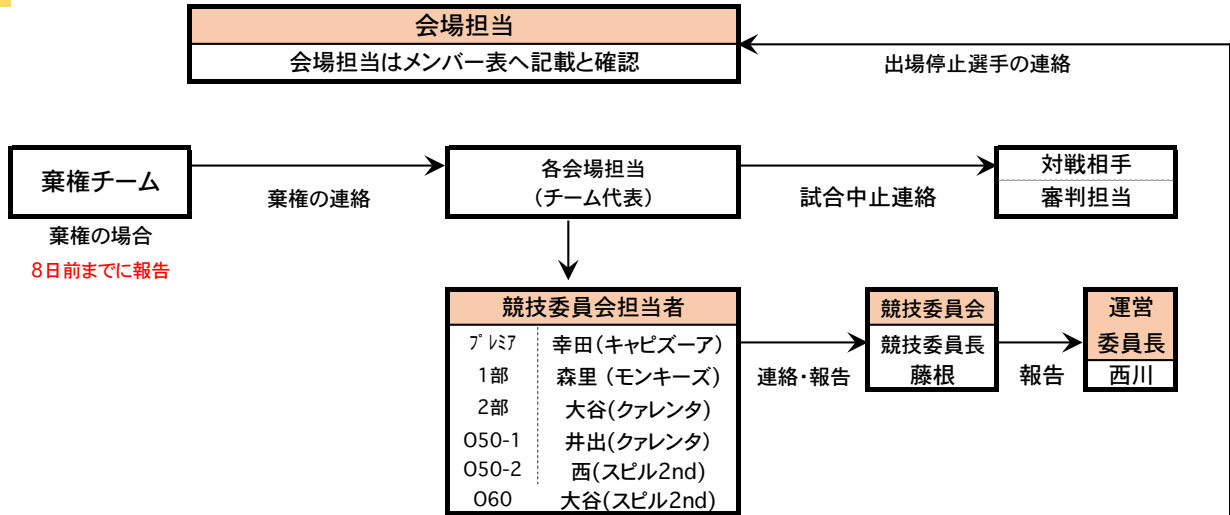 会場担当
会場担当はメンバー表へ記載と確認
出場停止選手の連絡
棄権チーム
棄権の連絡
各会場担当
(チーム代表)
試合中止連絡
対戦相手
審判担当
棄権の場合
8日前までに報告
競技委員会担当者
プレミア 幸田(キャピズーア)
1部 森里 (モンキーズ)
2部 大谷(クァレンタ)
O50-1 井出(クァレンタ)
O50-2 西(スピル2nd)
O60 大谷(スピル2nd)
連絡・報告
競技委員会
競技委員長
藤根
報告
運営
委員長
西川